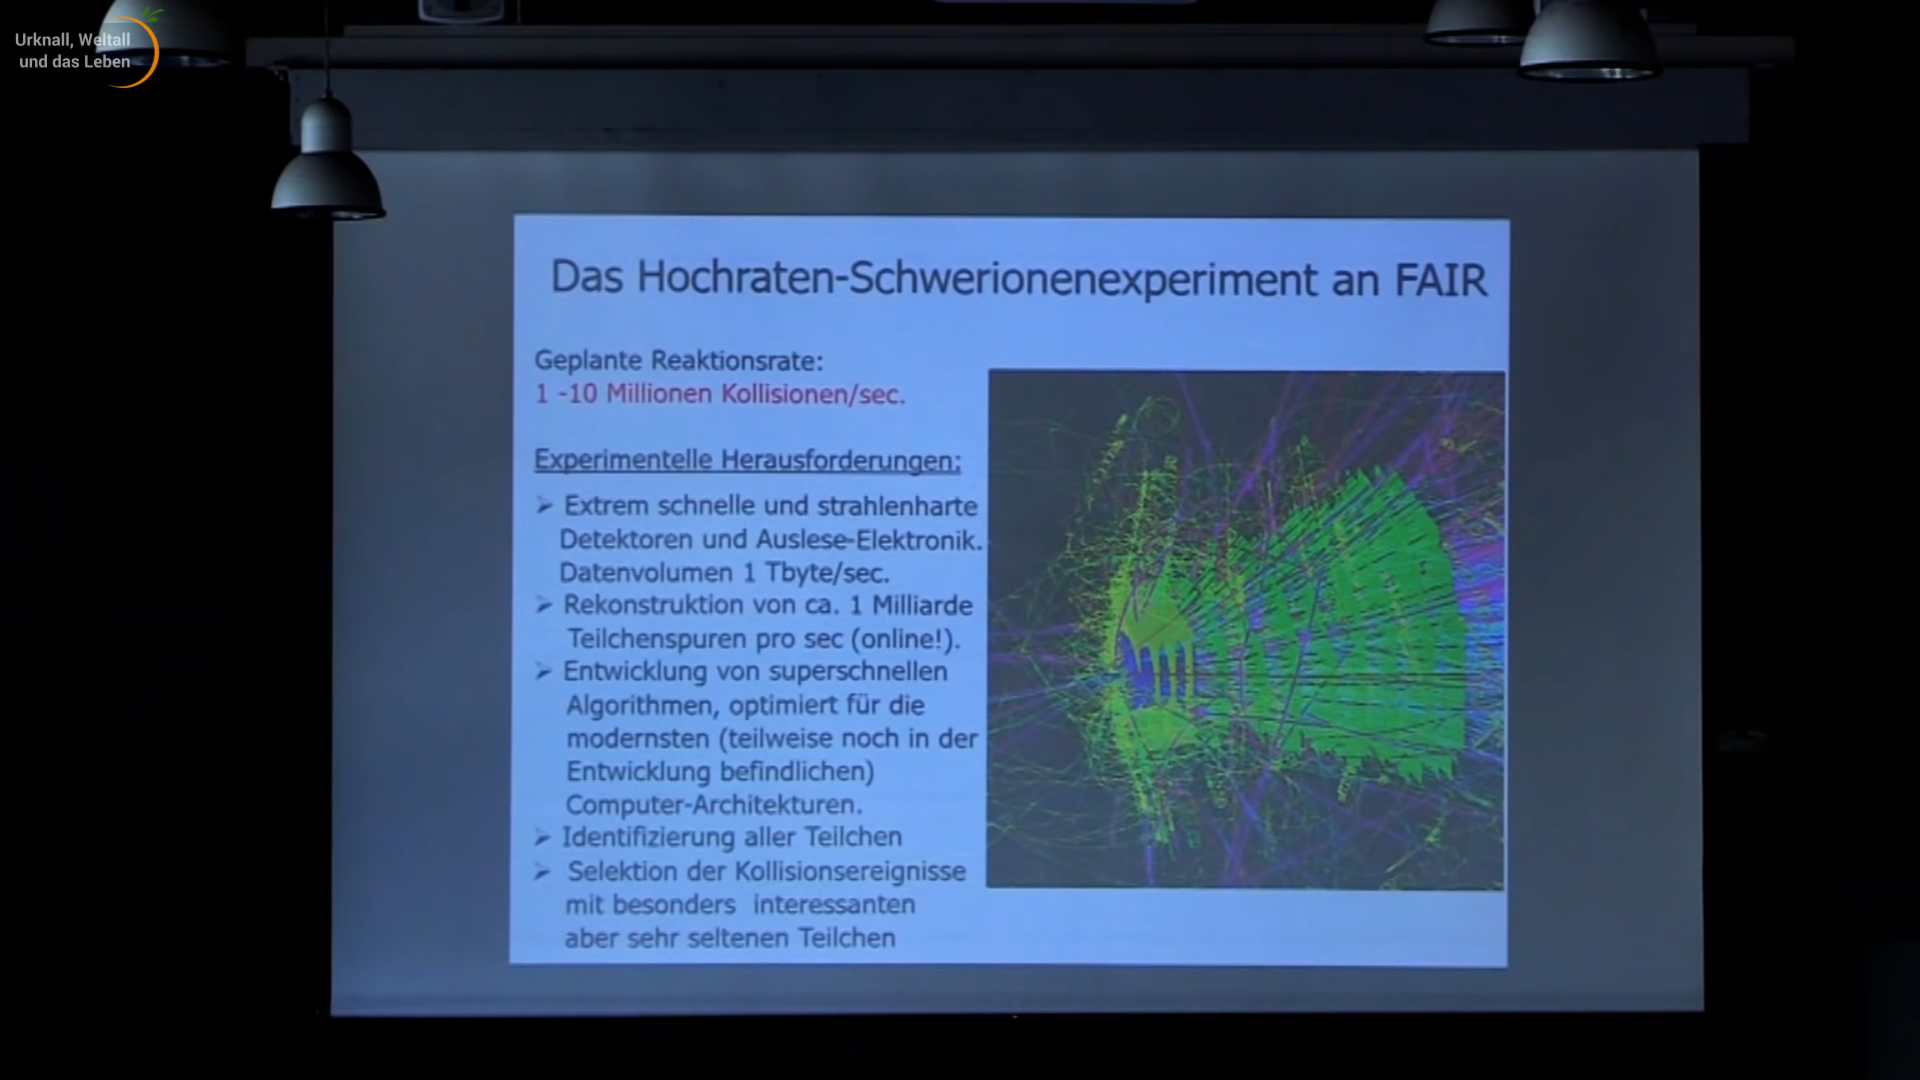 Urknall, Weltall
und das Leben
Das Hochraten-Schwerionenexperiment an FAIR
Geplante Reaktionsrate:
1 -10 Millionen Kollisionen/sec.
Experimentelle Herausforderungen:
➢ Extrem schnelle und strahlenharte
Detektoren und Auslese-Elektronik.
Datenvolumen 1 Tbyte/sec.
➢ Rekonstruktion von ca. 1 Milliarde
Teilchenspuren pro sec (online!).
➢ Entwicklung von superschnellen
Algorithmen, optimiert für die
modernsten (teilweise noch in der
Entwicklung befindlichen)
Computer-Architekturen.
➢ Identifizierung aller Teilchen
➢ Selektion der Kollisionsereignisse
mit besonders interessanten
aber sehr seltenen Teilchen